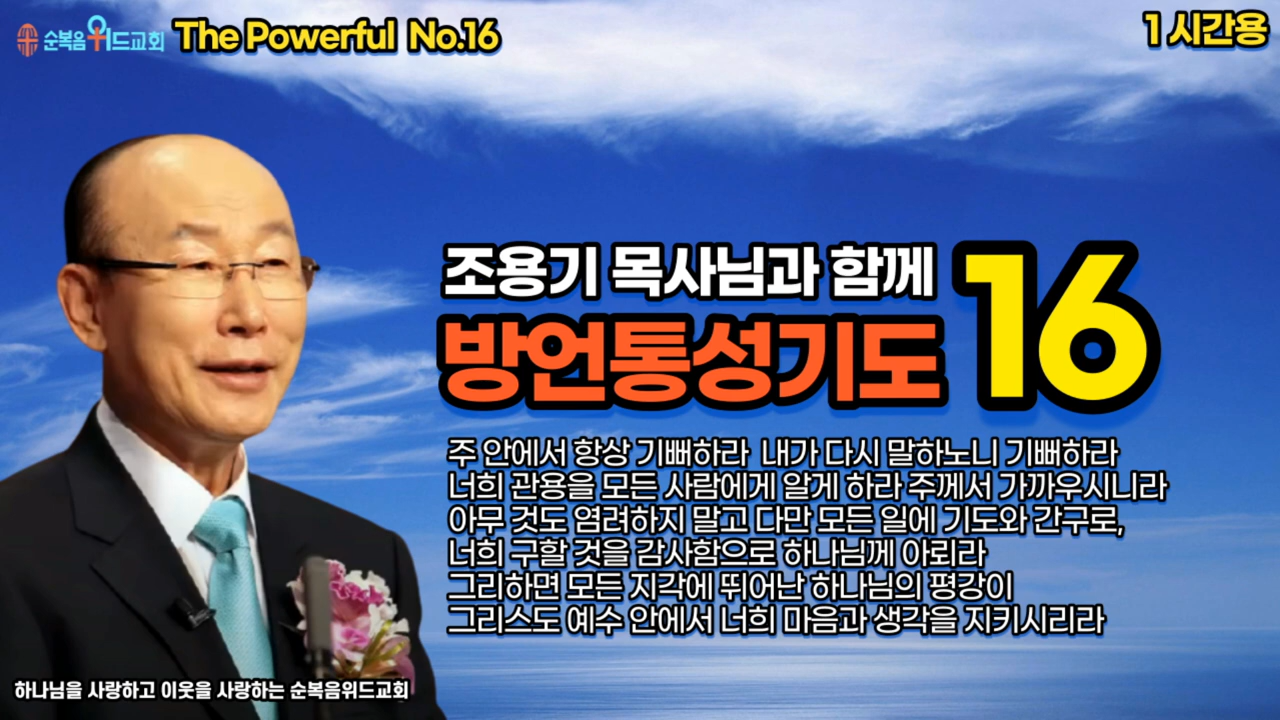 순복음위드교회 The Powerful No.16
1 시간용
조용기 목사님과 함께
방언통성기도 16
주 안에서 항상 기뻐하라 내가 다시 말하노니 기뻐하라
너희 관용을 모든 사람에게 알게 하라 주께서 가까우시니라
아무 것도 염려하지 말고 다만 모든 일에 기도와 간구로,
너희 구할 것을 감사함으로 하나님께 아뢰라
그리하면 모든 지각에 뛰어난 하나님의 평강이
그리스도 예수 안에서 너희 마음과 생각을 지키시리라
하나님을 사랑하고 이웃을 사랑하는 순복음위드교회